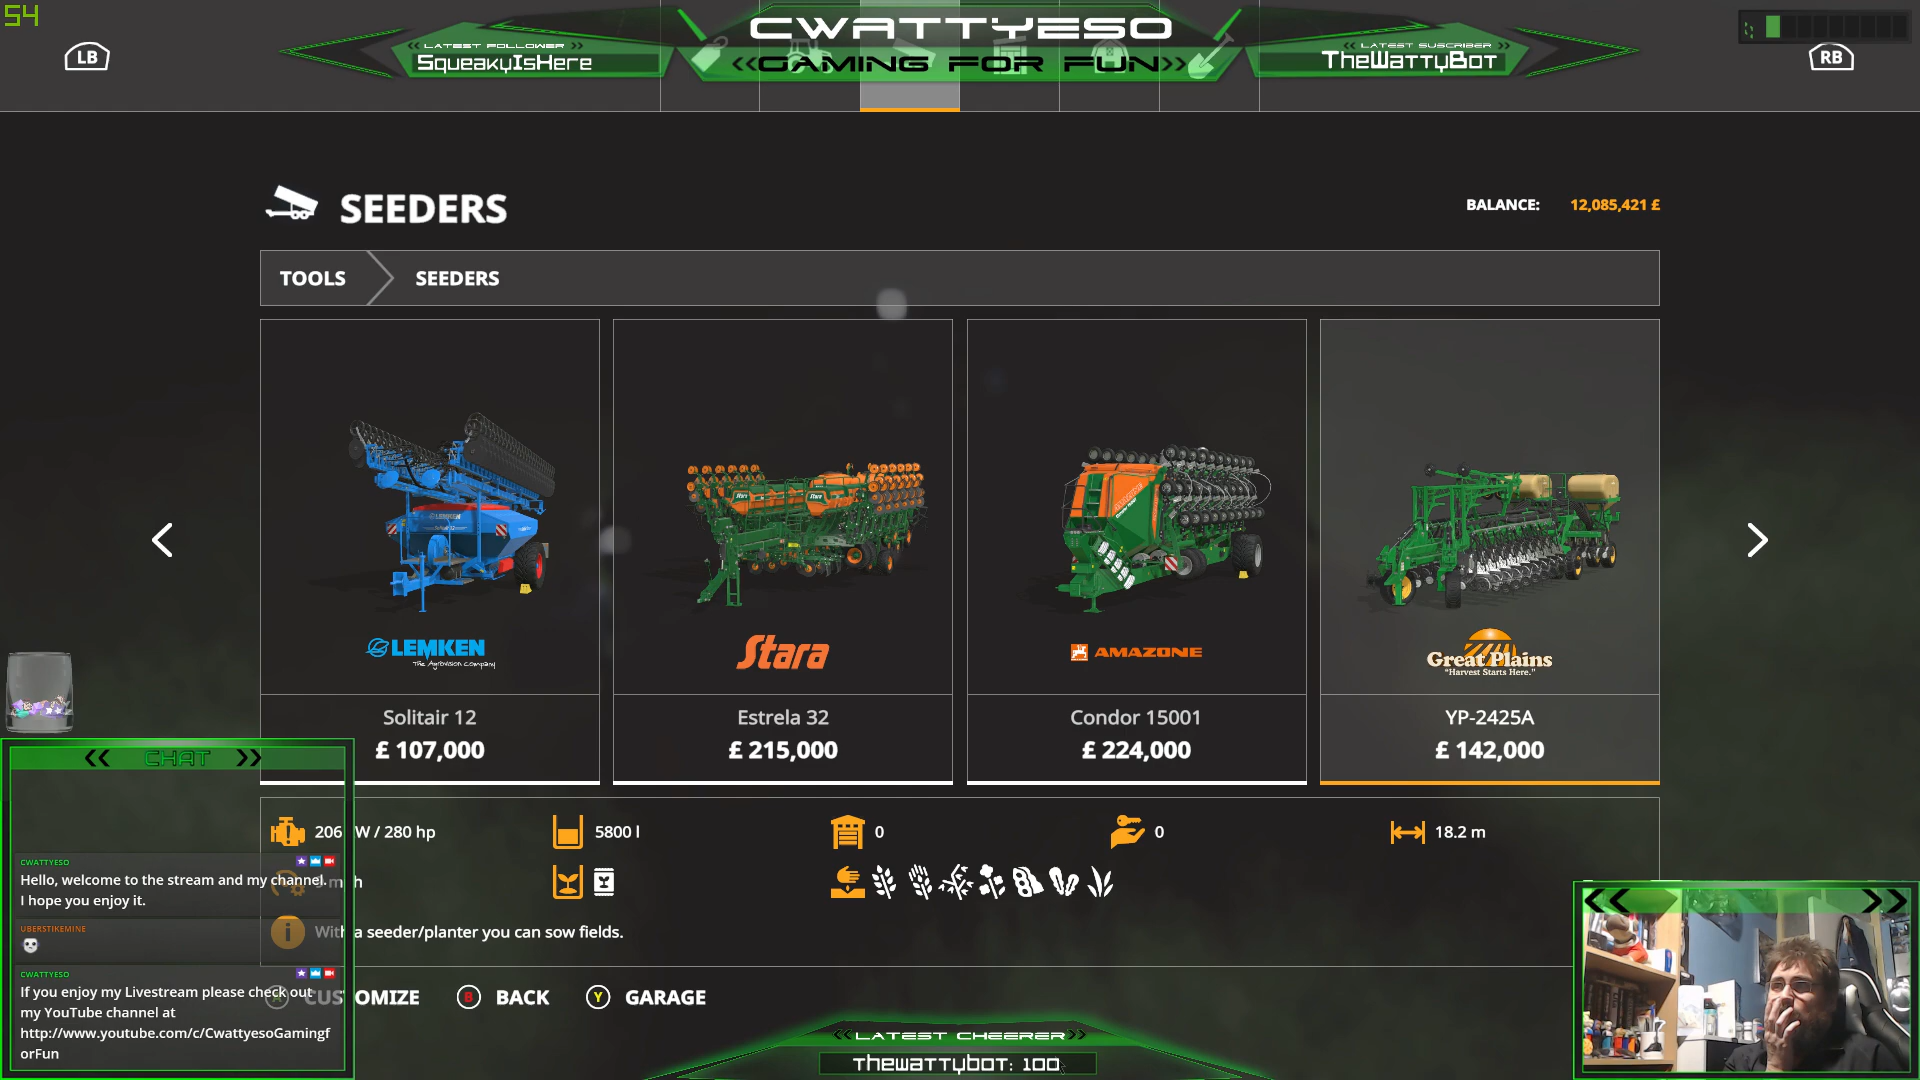 54
LB
<< LATEST FOLLOWER >>
SqueakyIsHere
CWATTYESO
<<GAMING FOR FUN>>
<< LATEST SUSCRIBER >>
TheWattyBot
RB
SEEDERS
BALANCE: 12,085,421 £
TOOLS SEEDERS
LEMKEN
The Agrovision Company
Solitair 12
£ 107,000
Stara
Estrela 32
£ 215,000
AMAZONE
Condor 15001
£ 224,000
Great Plains
"Harvest Starts Here."
YP-2425A
£ 142,000
<< CHAT >>
206 W / 280 hp
5800 l
0
0
18.2 m
CWATTYESO
Hello, welcome to the stream and my channel.
I hope you enjoy it.
UBERSTIKEMINE
With a seeder/planter you can sow fields.
CWATTYESO
If you enjoy my Livestream please check out
my YouTube channel at
http://www.youtube.com/c/CwattyesoGamingf
orFun
A CUSTOMIZE
B BACK
Y GARAGE
<<LATEST CHEERER>>
thewattybot: 100